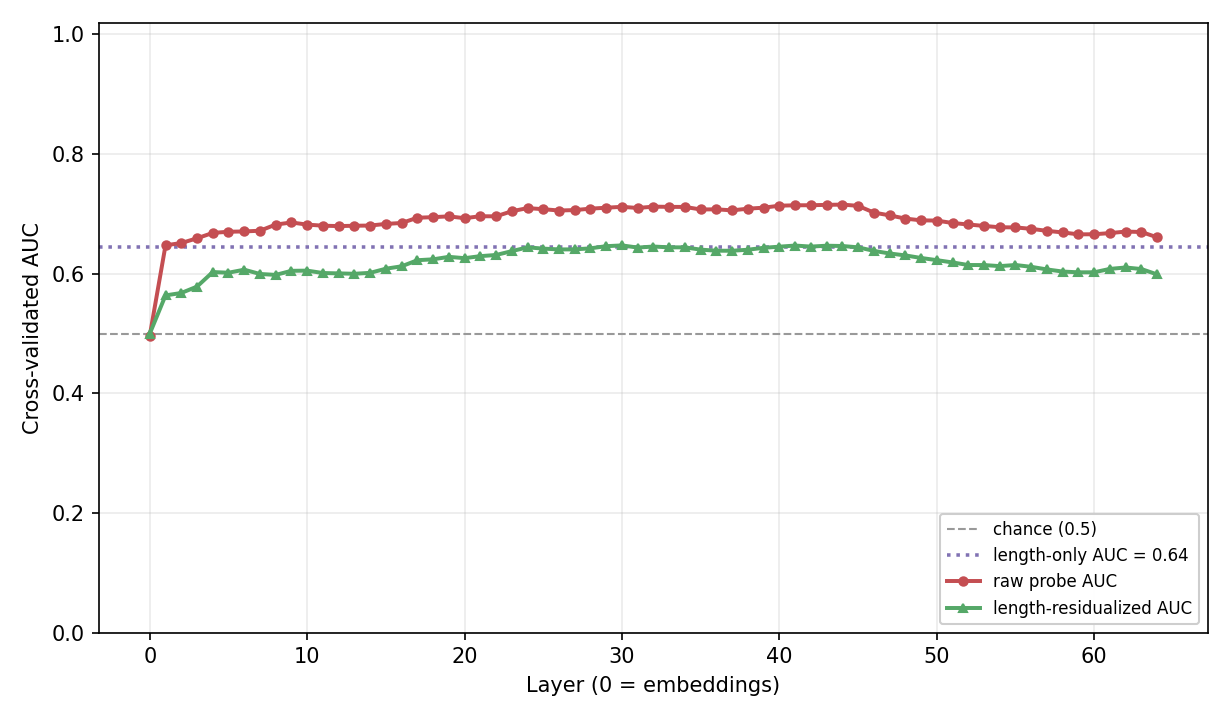 1.0
0.8
0.6
0.4
0.2
0.0
Cross-validated AUC
chance (0.5)
length-only AUC = 0.64
raw probe AUC
length-residualized AUC
0 10 20 30 40 50 60
Layer (0 = embeddings)